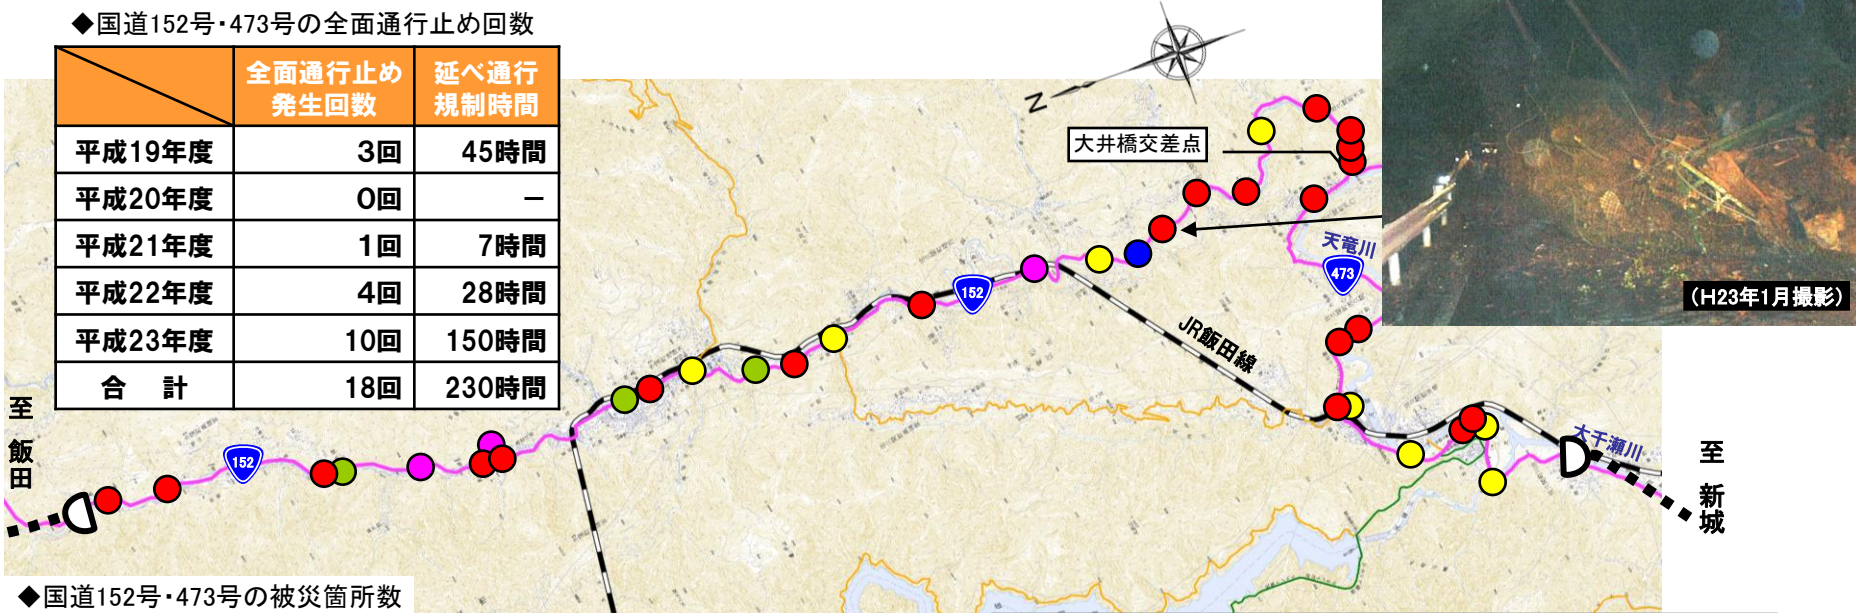 ◆国道152号・473号の全面通行止め回数
全面通行止め
発生回数
延べ通行
規制時間
平成19年度 3回 45時間
平成20年度 0回 －
平成21年度 1回 7時間
平成22年度 4回 28時間
平成23年度 10回 150時間
合 計 18回 230時間
N
大井橋交差点
天竜川
473
(H23年1月撮影)
152
JR飯田線
至 飯田
152
大千瀬川
至 新城
◆国道152号・473号の被災箇所数